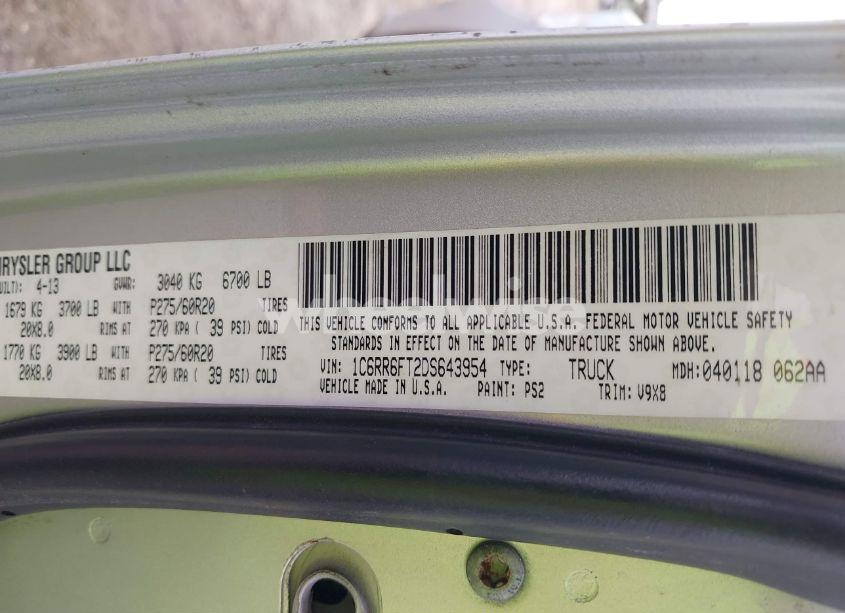 HRYSLER GROUP LLC
UILT): 4-13 GVWR: 3040 KG 6700 LB
1679 KG 3700 LB WITH P275/60R20 TIRES
20X8.0 RIMS AT 270 KPA ( 39 PSI) COLD
1770 KG 3900 LB WITH P275/60R20 TIRES
20X8.0 RIMS AT 270 KPA ( 39 PSI) COLD
THIS VEHICLE CONFORMS TO ALL APPLICABLE U.S.A. FEDERAL MOTOR VEHICLE SAFETY
STANDARDS IN EFFECT ON THE DATE OF MANUFACTURE SHOWN ABOVE.
VIN: 1C6RR6FT2DS643954 TYPE: TRUCK MDH: 040118 062AA
VEHICLE MADE IN U.S.A. PAINT: PS2 TRIM: V9X8